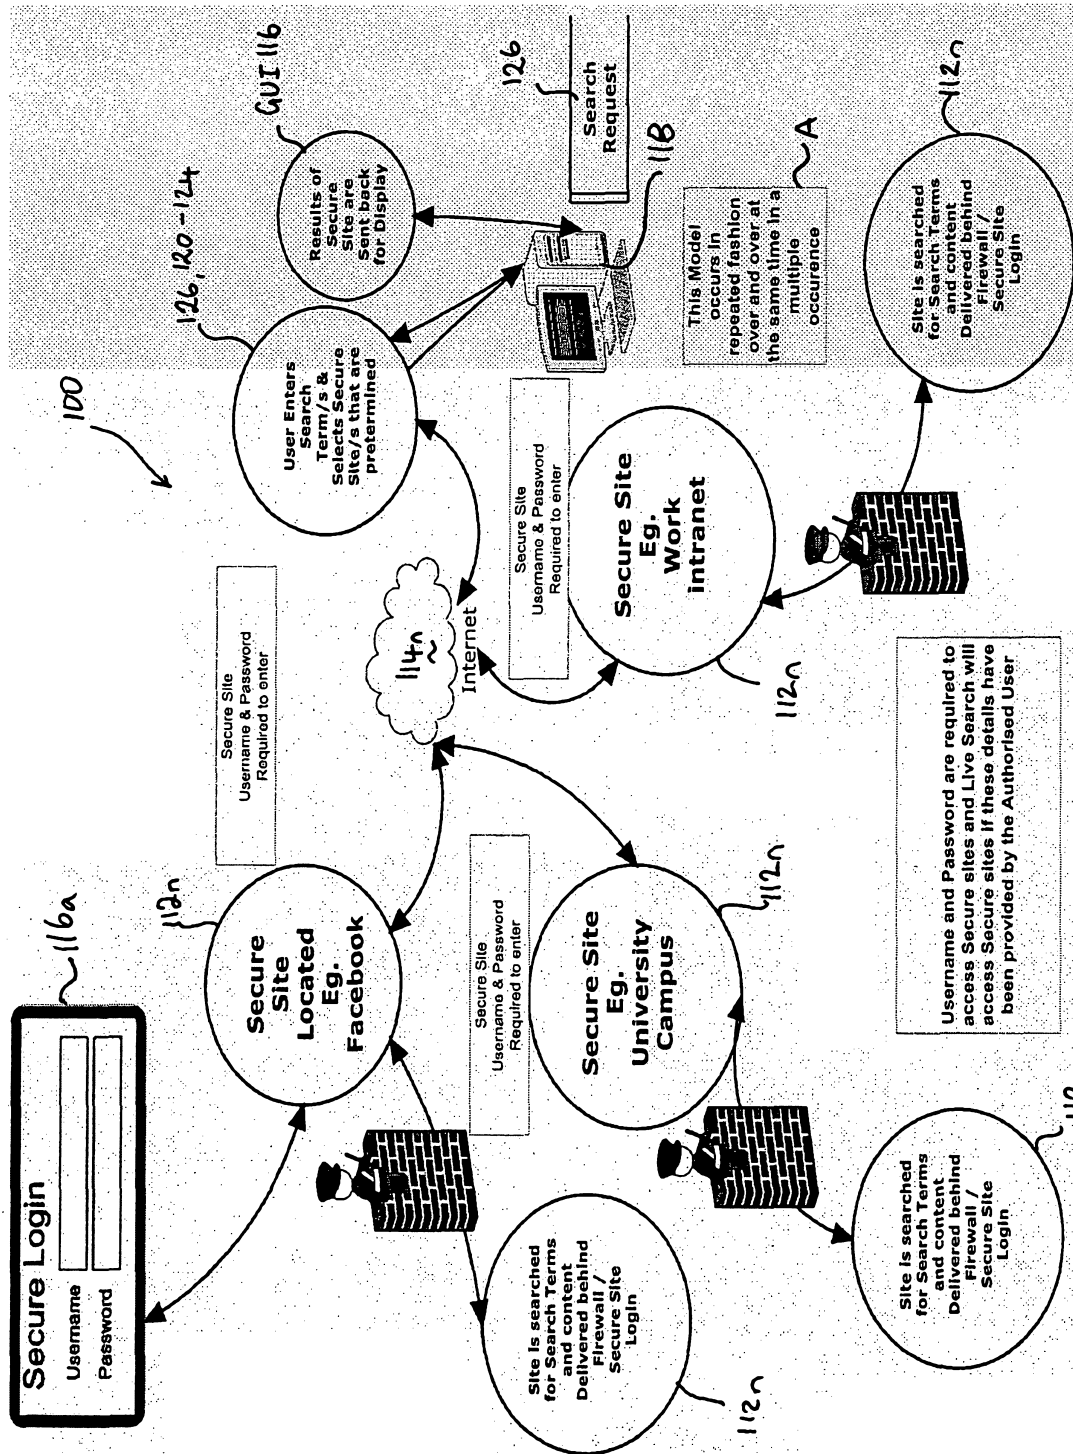 Secure Login
Username
Password
116a
Secure
Site
Located
Eg.
Facebook
112n
Secure Site
Username & Password
Required to enter
100
126, 120-124
User Enters
Search
Term/s &
Selects Secure
Site/s that are
pretermined
GUI 116
Results of
Secure
Site are
Sent back
for Display
114n
Internet
Secure Site
Username & Password
Required to enter
Secure Site
Username & Password
Required to enter
126
Search
Request
118
This Model
occurs in
repeated fashion
over and over at
the same time in a
multiple
occurence
A
Site is searched
for Search Terms
and content
Delivered behind
Firewall /
Secure Site
Login
112n
Secure Site
Eg.
University
Campus
112n
Secure Site
Eg.
Work
intranet
112n
Site is searched
for Search Terms
and content
Delivered behind
Firewall /
Secure Site
Login
112n
Site is searched
for Search Terms
and content
Delivered behind
Firewall /
Secure Site
Login
Username and Password are required to
access Secure sites and Live Search will
access Secure sites if these details have
been provided by the Authorised User